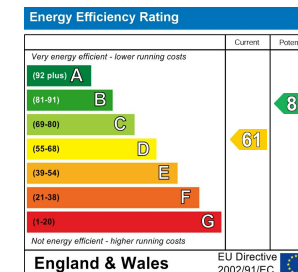 Energy Efficiency Rating
Current
Very energy efficient - lower running costs
(92 plus) A
(81-91) B
(69-80) C
(55-68) D
61
(39-54) E
(21-38) F
(1-20) G
Not energy efficient - higher running costs
England & Wales
EU Directive
2002/91/EC